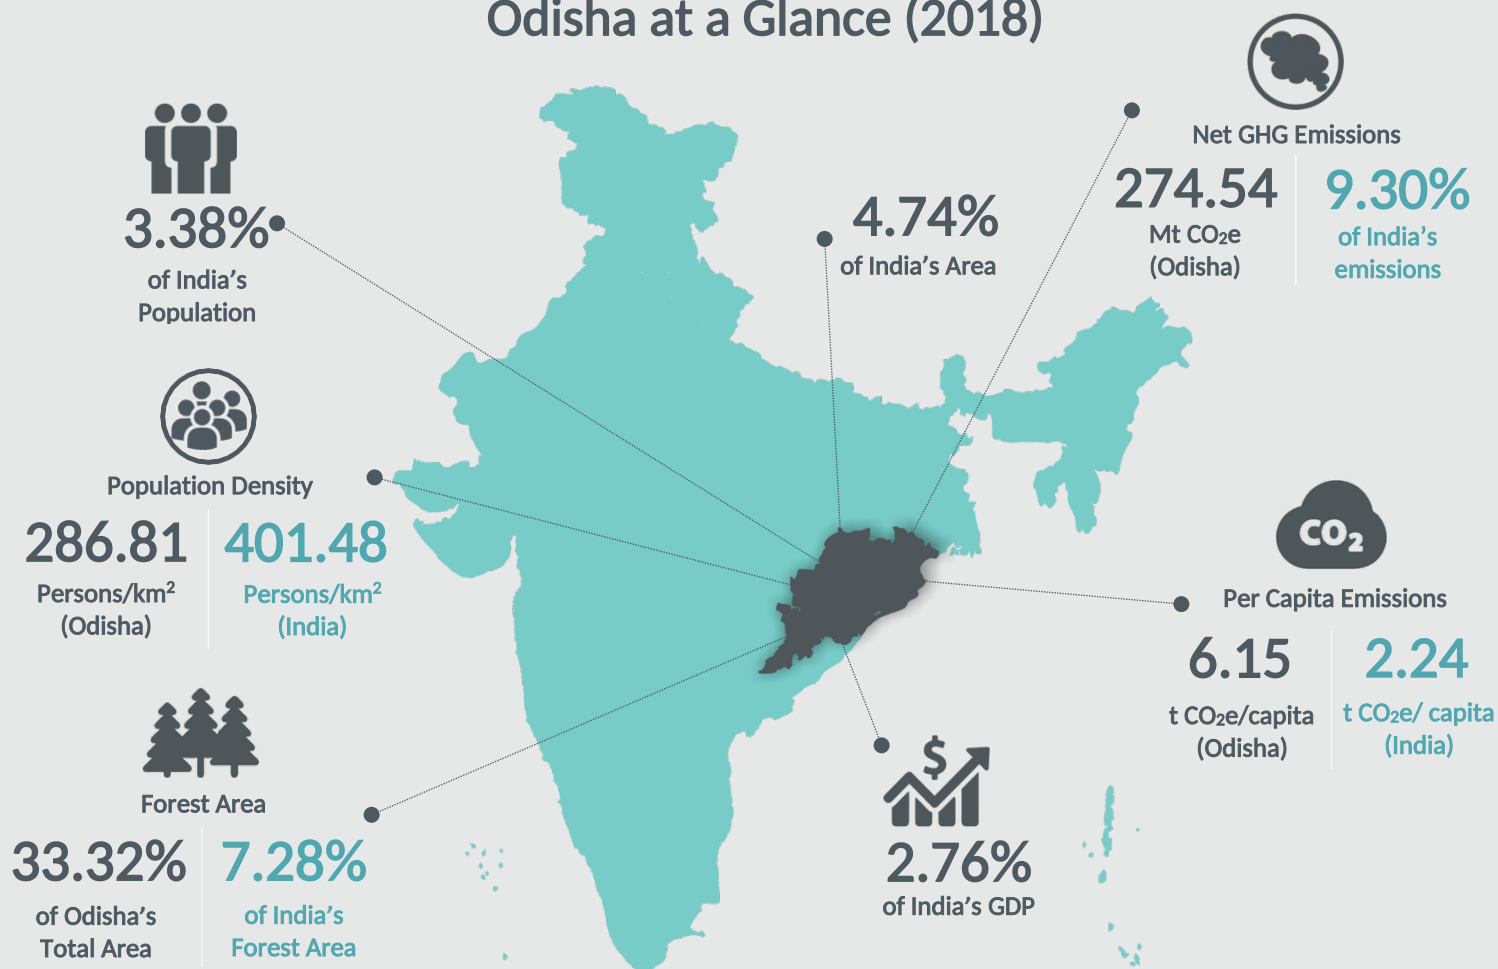 Odisha at a Glance (2018)
3.38%
of India's
Population
Population Density
286.81
Persons/km²
(Odisha)
401.48
Persons/km²
(India)
Forest Area
33.32%
of Odisha's
Total Area
7.28%
of India's
Forest Area
4.74%
of India's Area
$
2.76%
of India's GDP
Net GHG Emissions
274.54
Mt CO₂e
(Odisha)
9.30%
of India's
emissions
CO₂
Per Capita Emissions
6.15
t CO₂e/capita
(Odisha)
2.24
t CO₂e/ capita
(India)